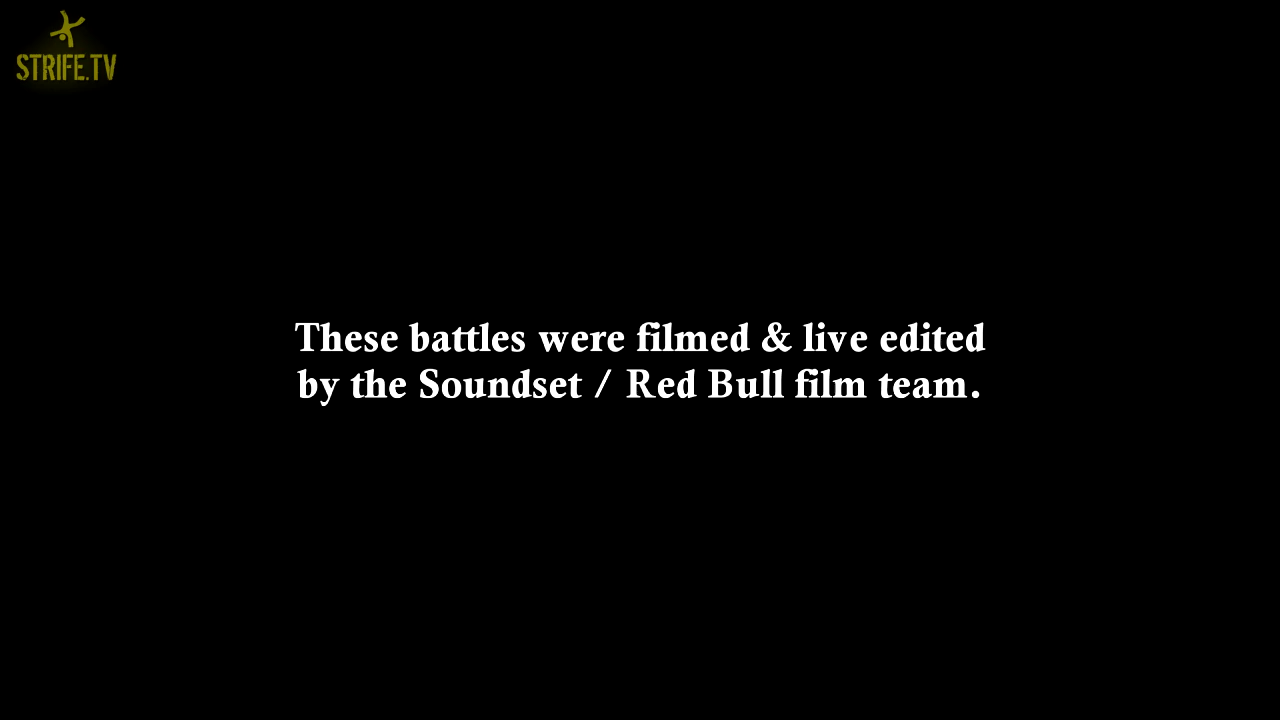 STRIFE.TV
These battles were filmed & live edited
by the Soundset / Red Bull film team.